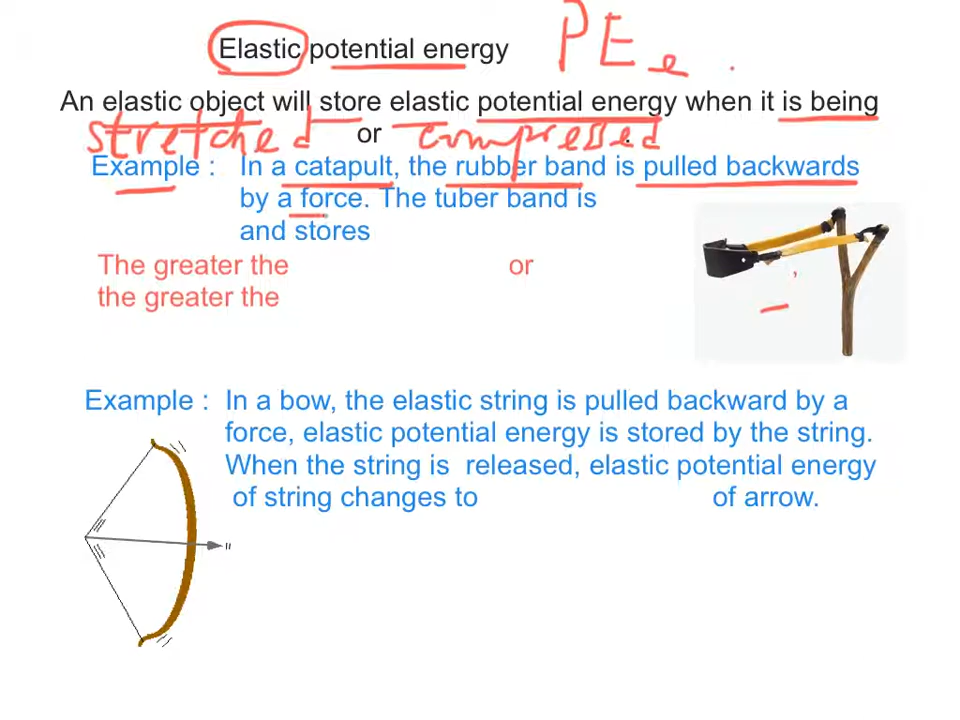 Elastic potential energy PEe
An elastic object will store elastic potential energy when it is being
stretched or compressed.
Example : In a catapult, the rubber band is pulled backwards
by a force. The tuber band is
and stores
The greater the or
the greater the
Example : In a bow, the elastic string is pulled backward by a
force, elastic potential energy is stored by the string.
When the string is released, elastic potential energy
of string changes to of arrow.